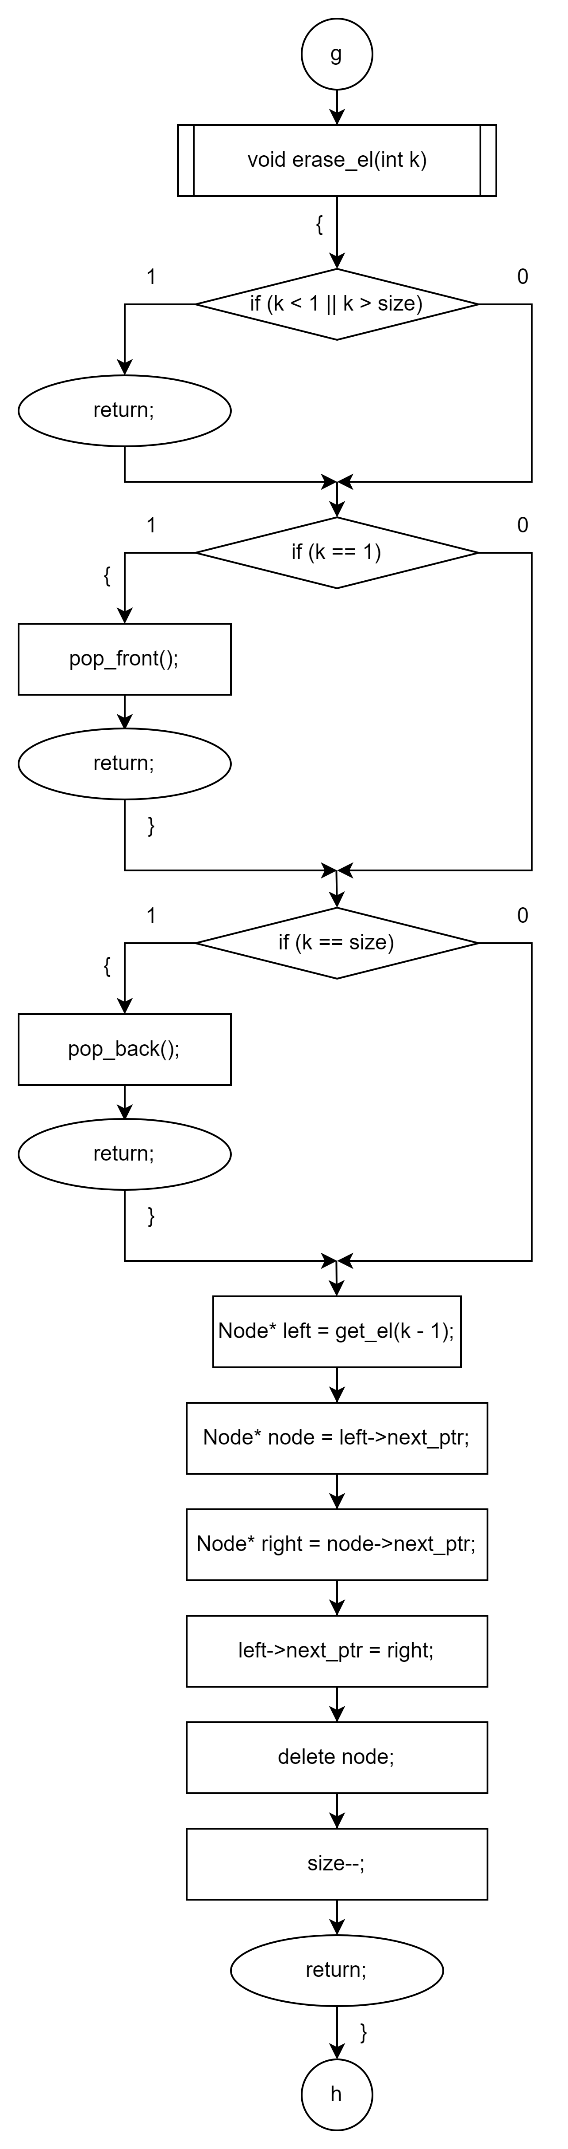 g
void erase_el(int k)
{
1
0
if (k < 1 || k > size)
return;
1
0
if (k == 1)
{
pop_front();
return;
}
1
0
if (k == size)
{
pop_back();
return;
}
Node* left = get_el(k - 1);
Node* node = left->next_ptr;
Node* right = node->next_ptr;
left->next_ptr = right;
delete node;
size--;
return;
}
h